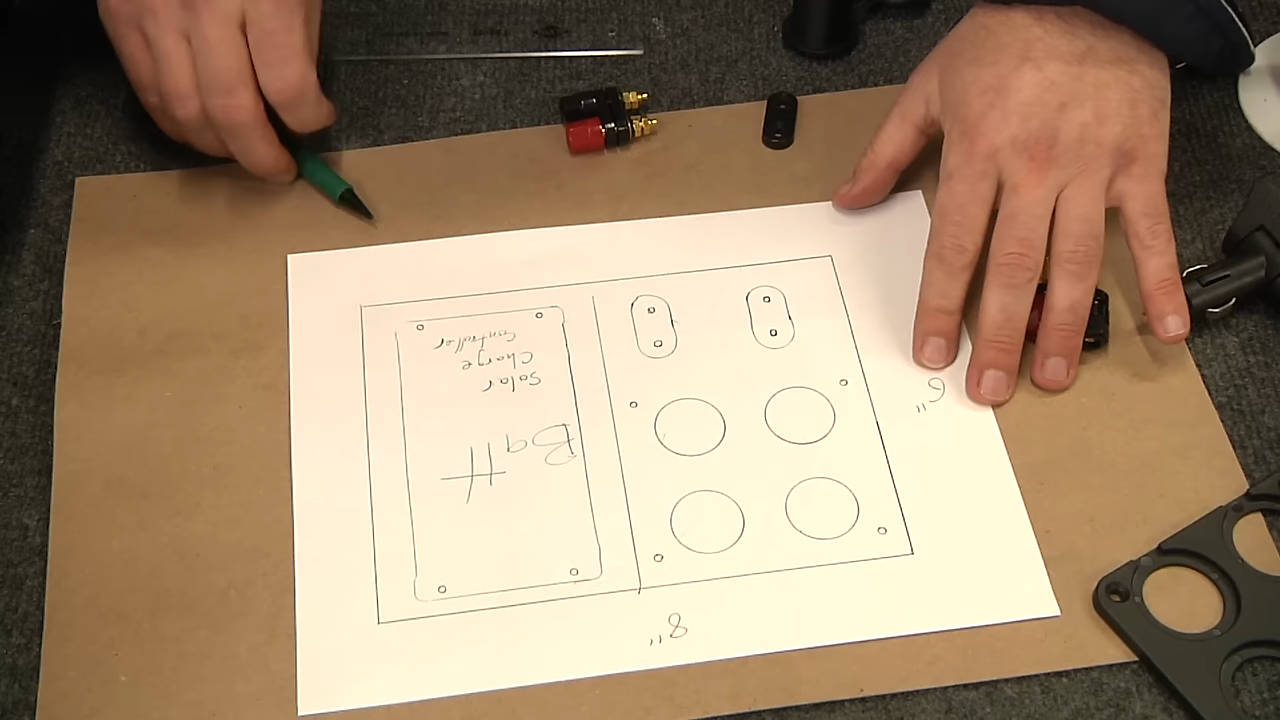 8"
6"
Batt
Solar
Charge
Controller